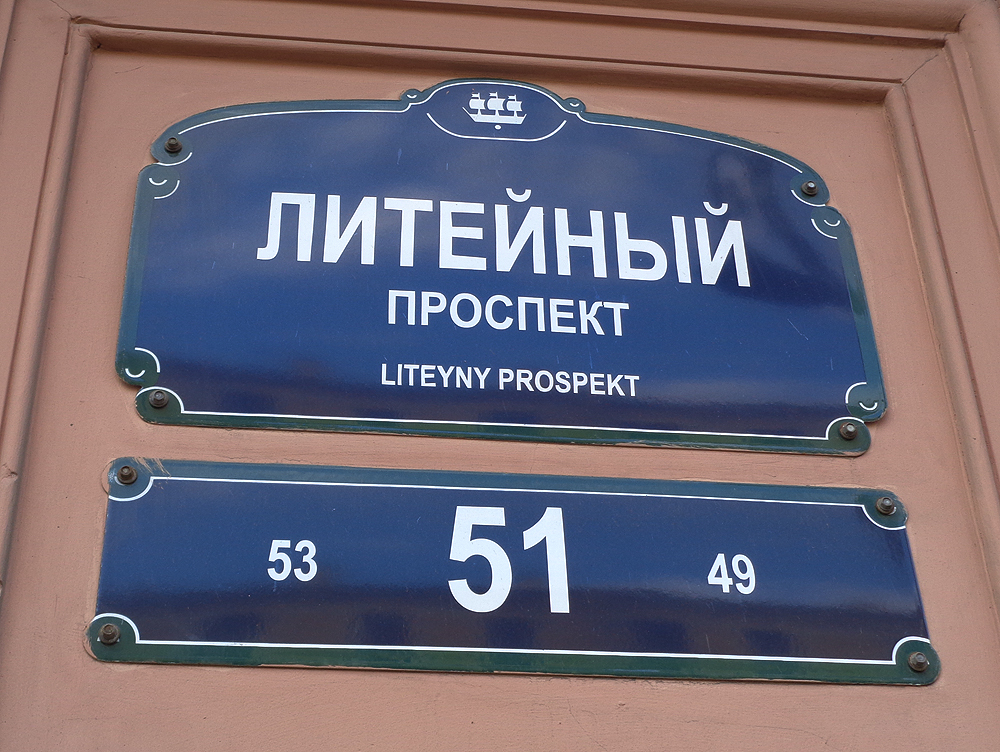 ЛИТЕЙНЫЙ
ПРОСПЕКТ
LITEYNY PROSPEKT
53 51 49